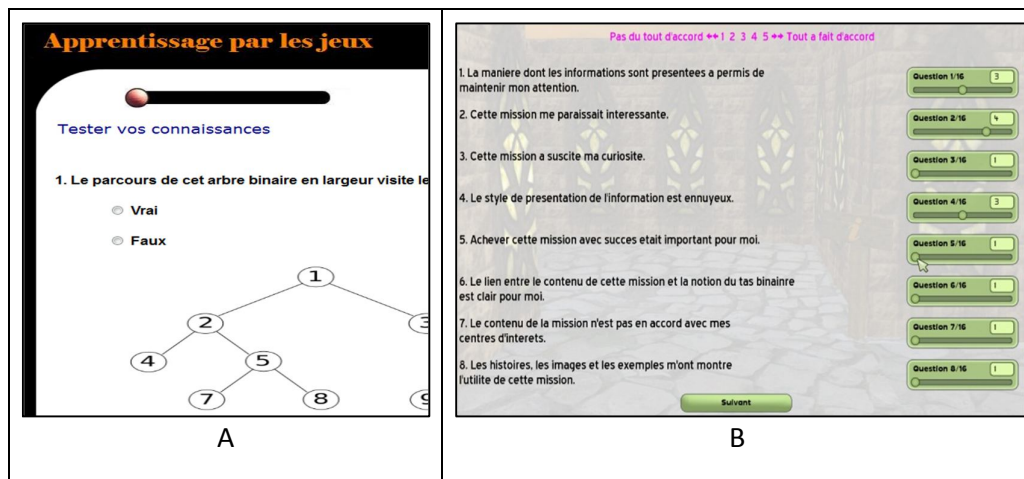 Apprentissage par les jeux
Tester vos connaissances
1. Le parcours de cet arbre binaire en largeur visite le
Vrai
Faux
1
2
3
4
5
7
8
9
A
Pas du tout d'accord ↔ 1 2 3 4 5 ↔ Tout a fait d'accord
1. La maniere dont les informations sont presentees a permis de
maintenir mon attention.
Question 1/16 3
2. Cette mission me paraissait interessante.
Question 2/16 4
3. Cette mission a suscite ma curiosite.
Question 3/16 1
4. Le style de presentation de l'information est ennuyeux.
Question 4/16 3
5. Achever cette mission avec succes etait important pour moi.
Question 5/16 1
6. Le lien entre le contenu de cette mission et la notion du tas binainre
est clair pour moi.
Question 6/16 1
7. Le contenu de la mission n'est pas en accord avec mes
centres d'interets.
Question 7/16 1
8. Les histoires, les images et les exemples m'ont montre
l'utilite de cette mission.
Question 8/16 1
Suivant
B